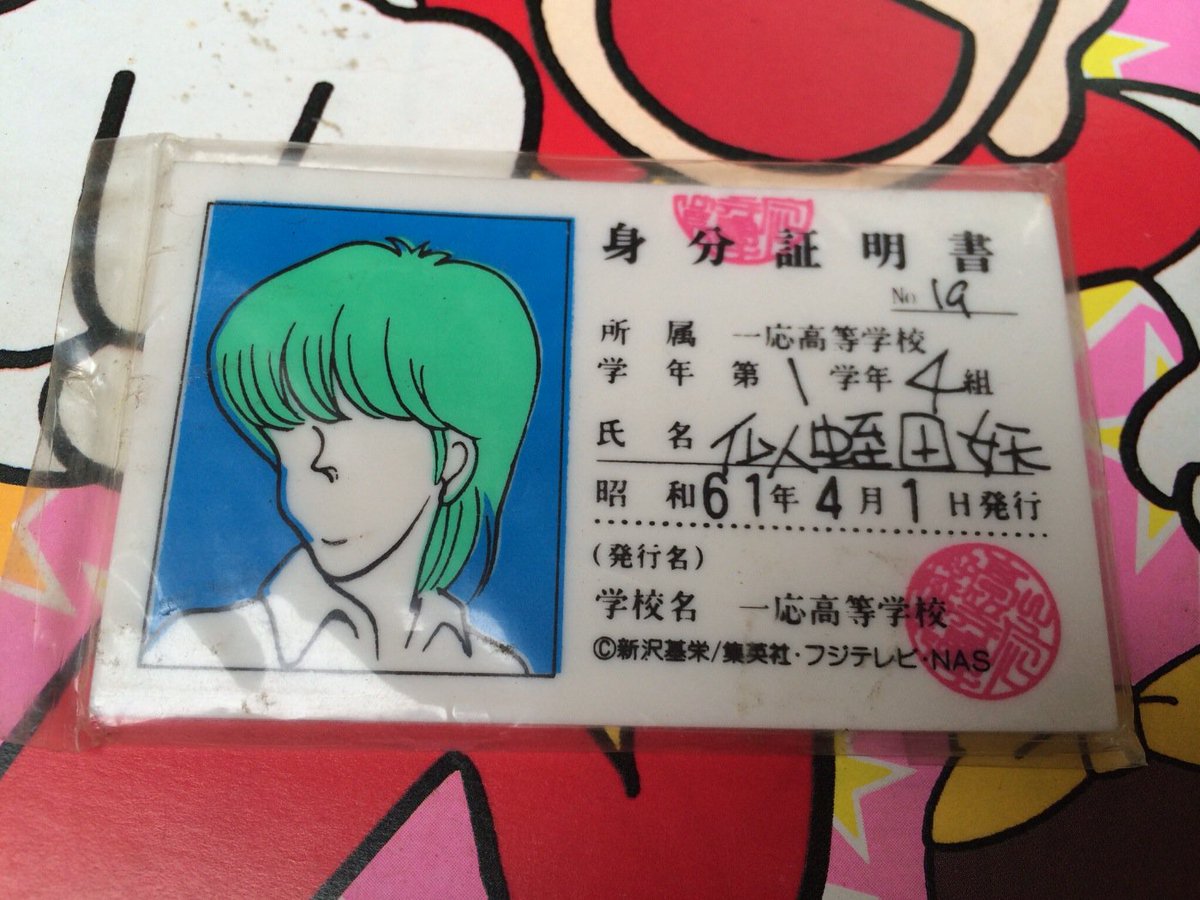 身分証明書
No 19
所属 一応高等学校
学年 第1学年4組
氏名 似蛭田妖
昭和61年4月1日発行
(発行名)
学校名 一応高等学校
©新沢基栄/集英社・フジテレビ・NAS